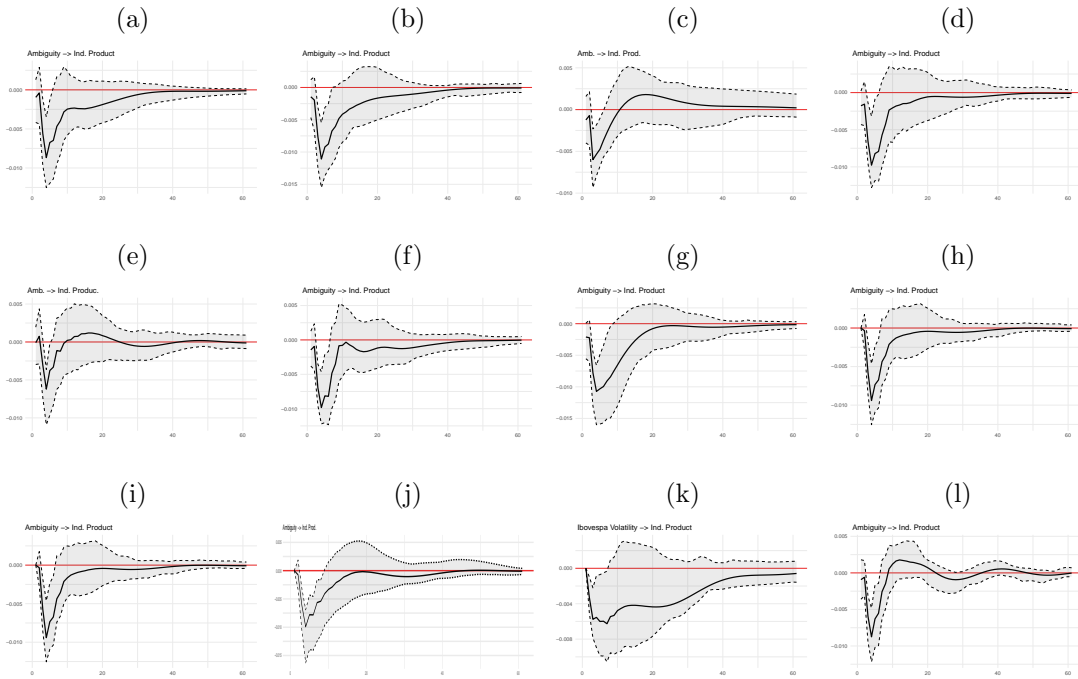 (a) (b) (c) (d)
Ambiguity −> Ind. Product Ambiguity −> Ind. Product Amb. −> Ind. Prod. Ambiguity −> Ind. Product
0.000 −0.005 −0.010
0 20 40 60
0.000 −0.005 −0.010 −0.015
0 20 40 60
0.005 0.000 −0.005 −0.010
0 20 40 60
0.000 −0.005 −0.010
0 20 40 60
(e) (f) (g) (h)
Amb. −> Ind. Produc. Ambiguity −> Ind. Product Ambiguity −> Ind. Product Ambiguity −> Ind. Product
0.005 0.000 −0.005 −0.010
0 20 40 60
0.005 0.000 −0.005 −0.010
0 20 40 60
0.000 −0.005 −0.010 −0.015
0 20 40 60
0.000 −0.005 −0.010
0 20 40 60
(i) (j) (k) (l)
Ambiguity −> Ind. Product Ambiguity −> Ind. Prod. Ibovespa Volatility −> Ind. Product Ambiguity −> Ind. Product
0.000 −0.005 −0.010
0 20 40 60
0.000 −0.004 −0.008
0 20 40 60
0.005 0.000 −0.005 −0.010
0 20 40 60